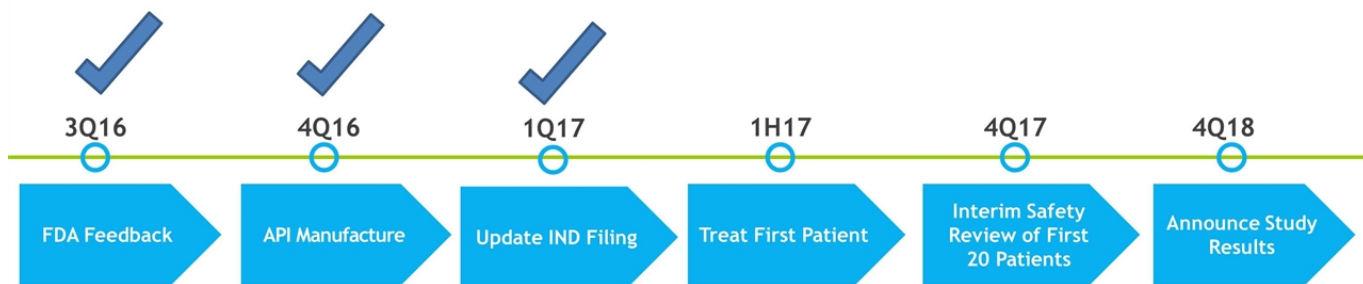 3Q16
4Q16
1Q17
1H17
4Q17
4Q18
FDA Feedback
API Manufacture
Update IND Filing
Treat First Patient
Interim Safety
Review of First
20 Patients
Announce Study
Results